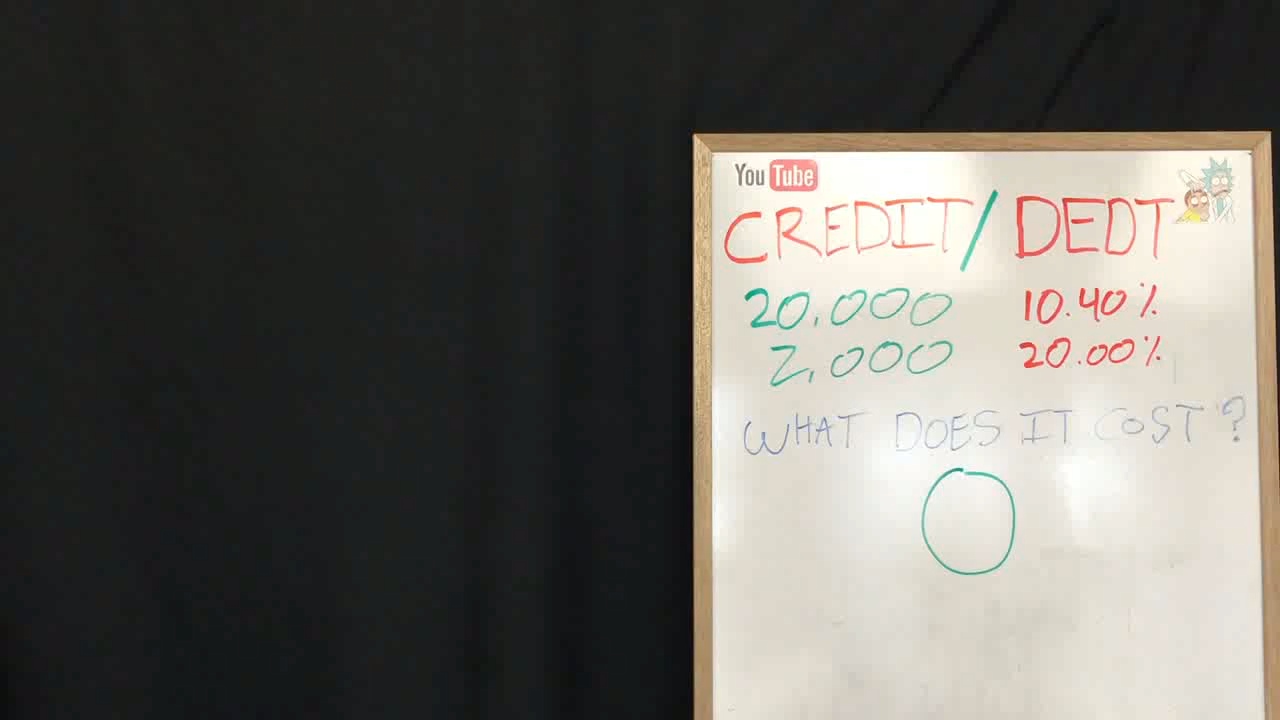 YouTube
CREDIT/DEDT
20,000 10.40%
2,000 20.00%
WHAT DOES IT COST?